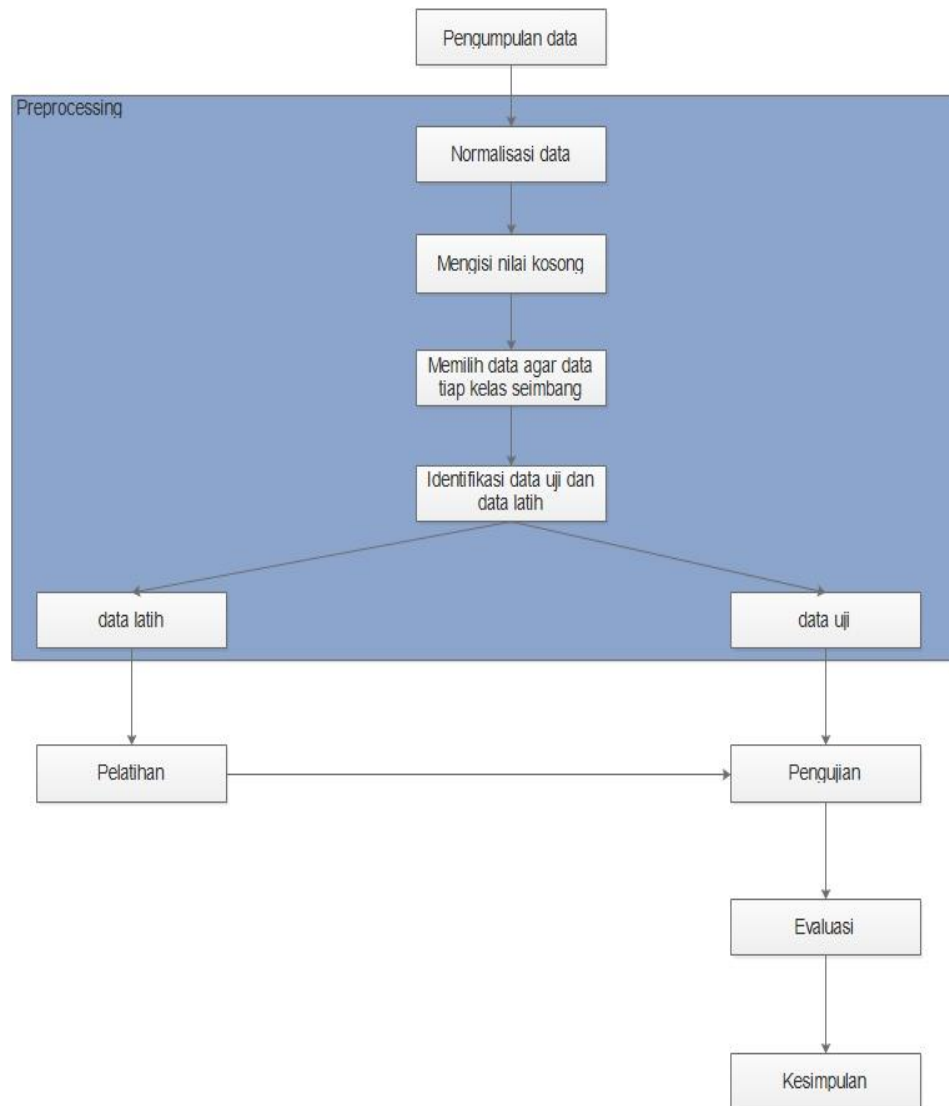 Pengumpulan data
Preprocessing
Normalisasi data
Mengisi nilai kosong
Memilih data agar data
tiap kelas seimbang
Identifikasi data uji dan
data latih
data latih
data uji
Pelatihan
Pengujian
Evaluasi
Kesimpulan